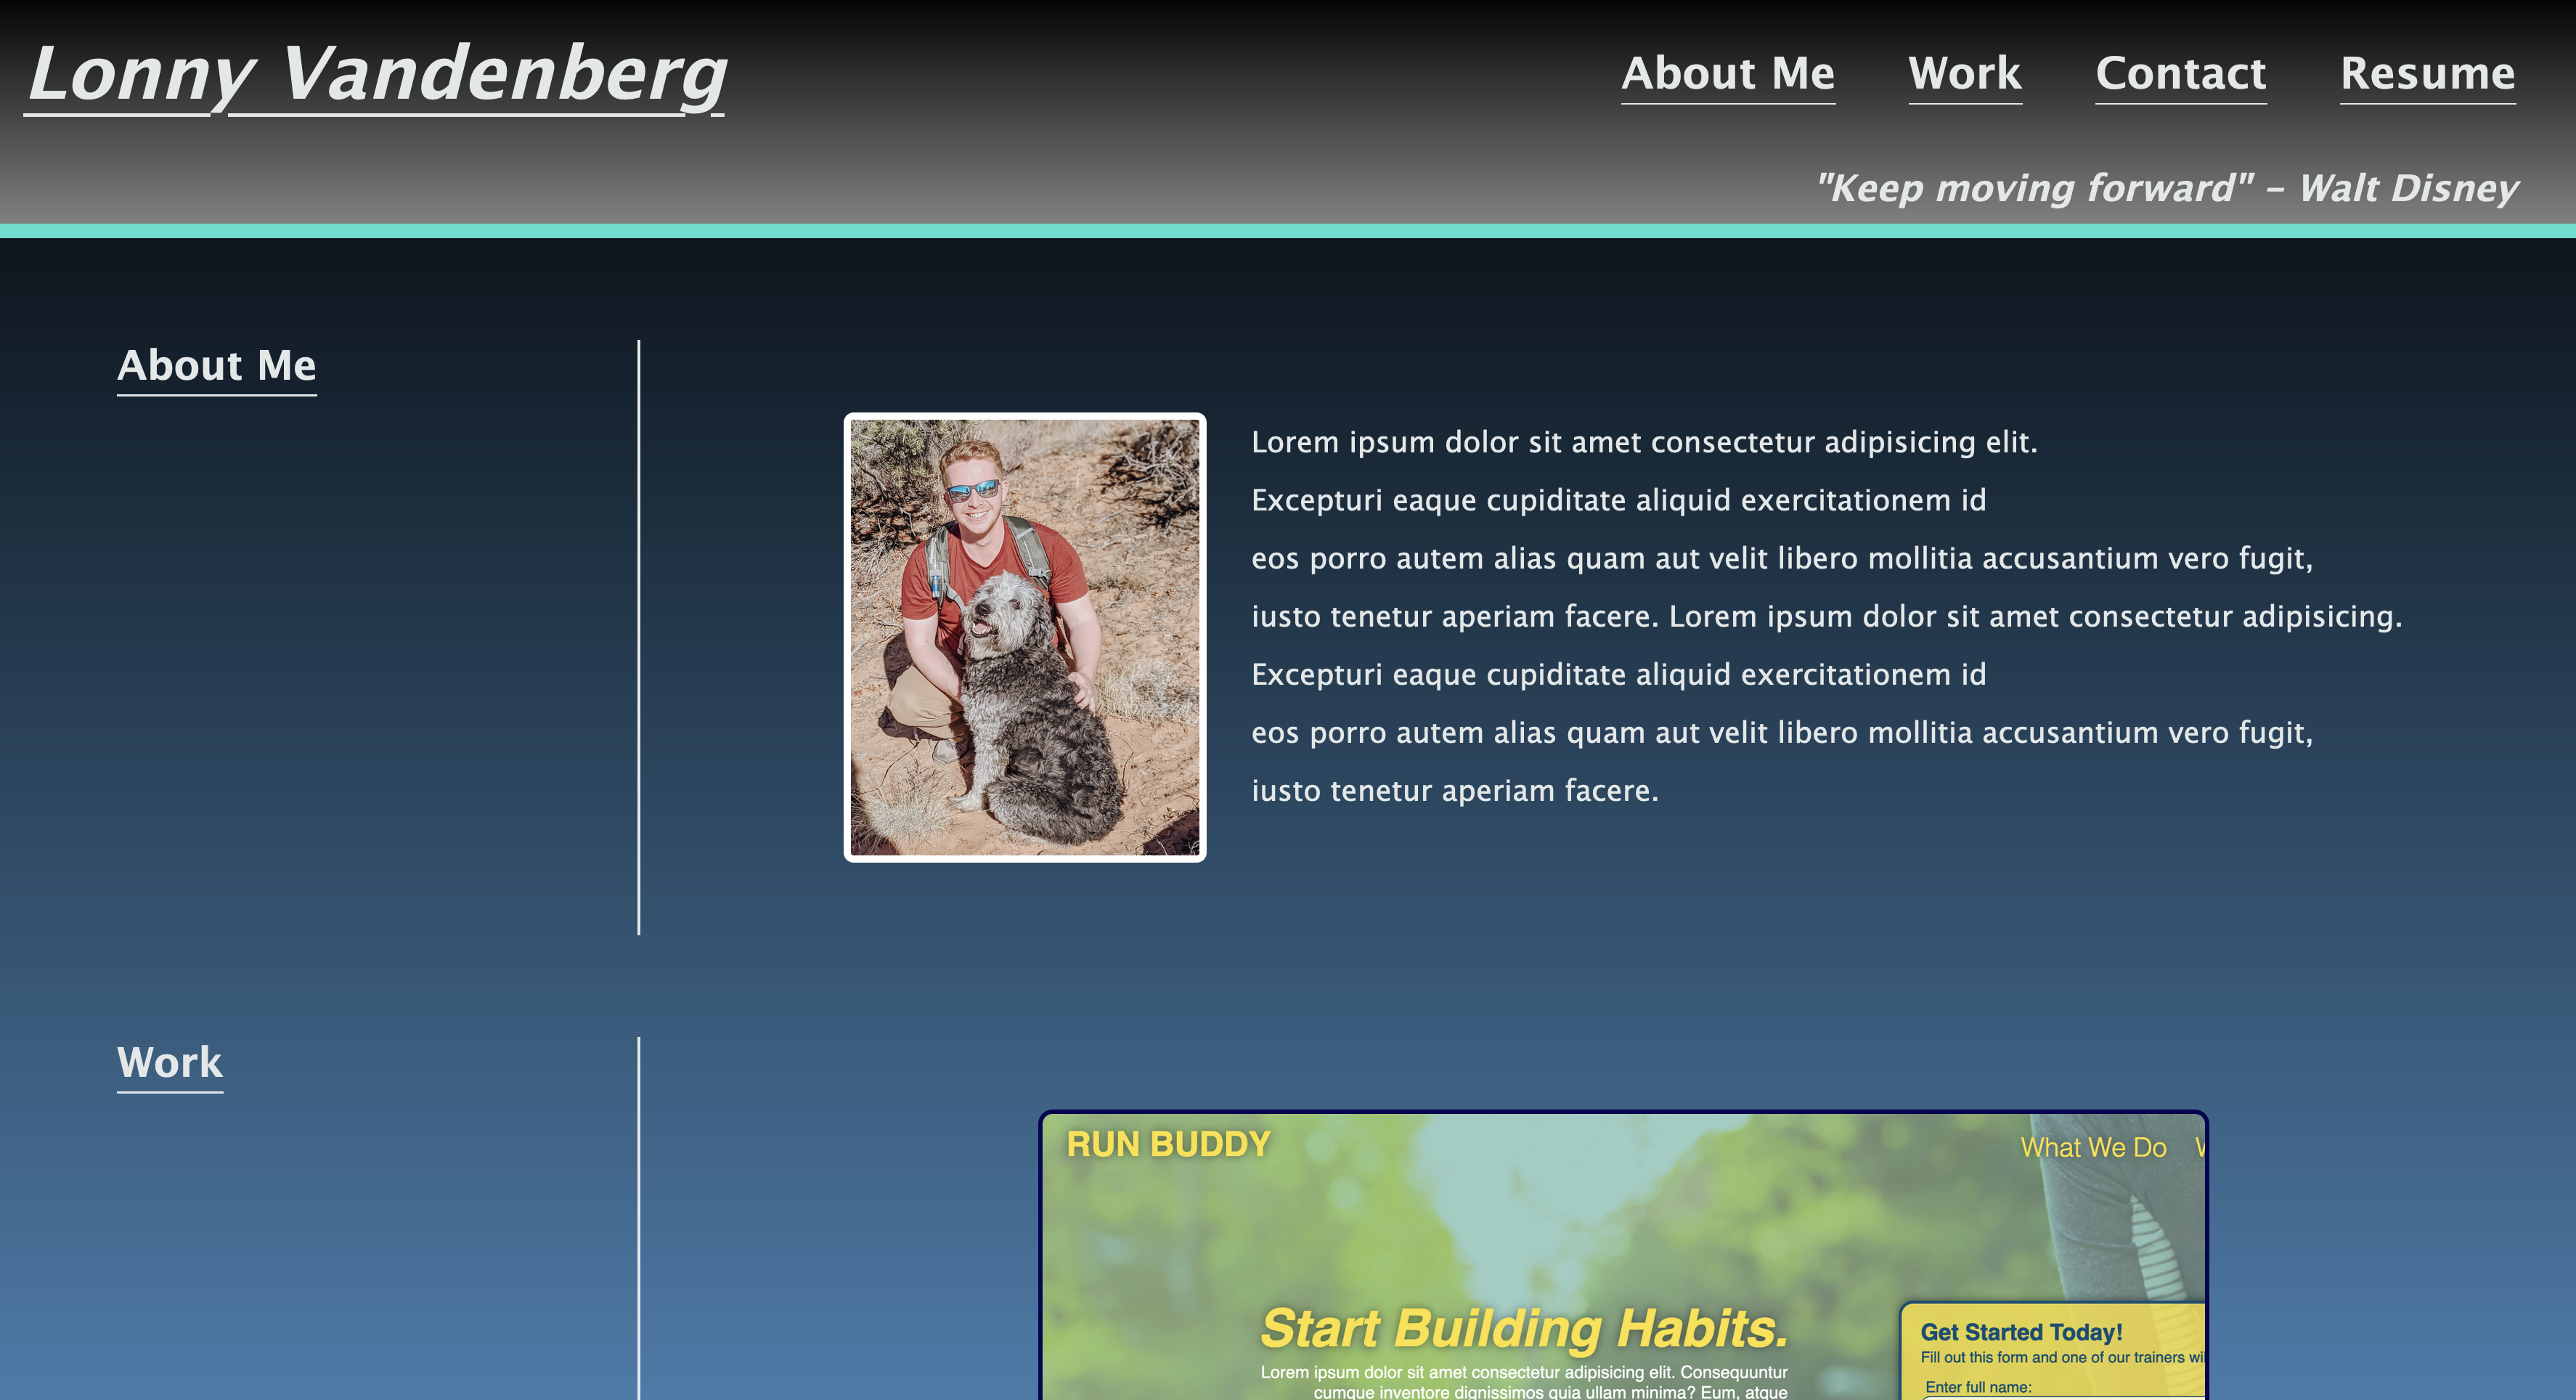 Lonny Vandenberg
About Me Work Contact Resume
"Keep moving forward" – Walt Disney
About Me
Lorem ipsum dolor sit amet consectetur adipisicing elit.
Excepturi eaque cupiditate aliquid exercitationem id
eos porro autem alias quam aut velit libero mollitia accusantium vero fugit,
iusto tenetur aperiam facere. Lorem ipsum dolor sit amet consectetur adipisicing.
Excepturi eaque cupiditate aliquid exercitationem id
eos porro autem alias quam aut velit libero mollitia accusantium vero fugit,
iusto tenetur aperiam facere.
Work
RUN BUDDY
What We Do
Start Building Habits.
Lorem ipsum dolor sit amet consectetur adipisicing elit. Consequuntur
cumque inventore dignissimos quia ullam minima? Eum, atque
Get Started Today!
Fill out this form and one of our trainers
Enter full name: